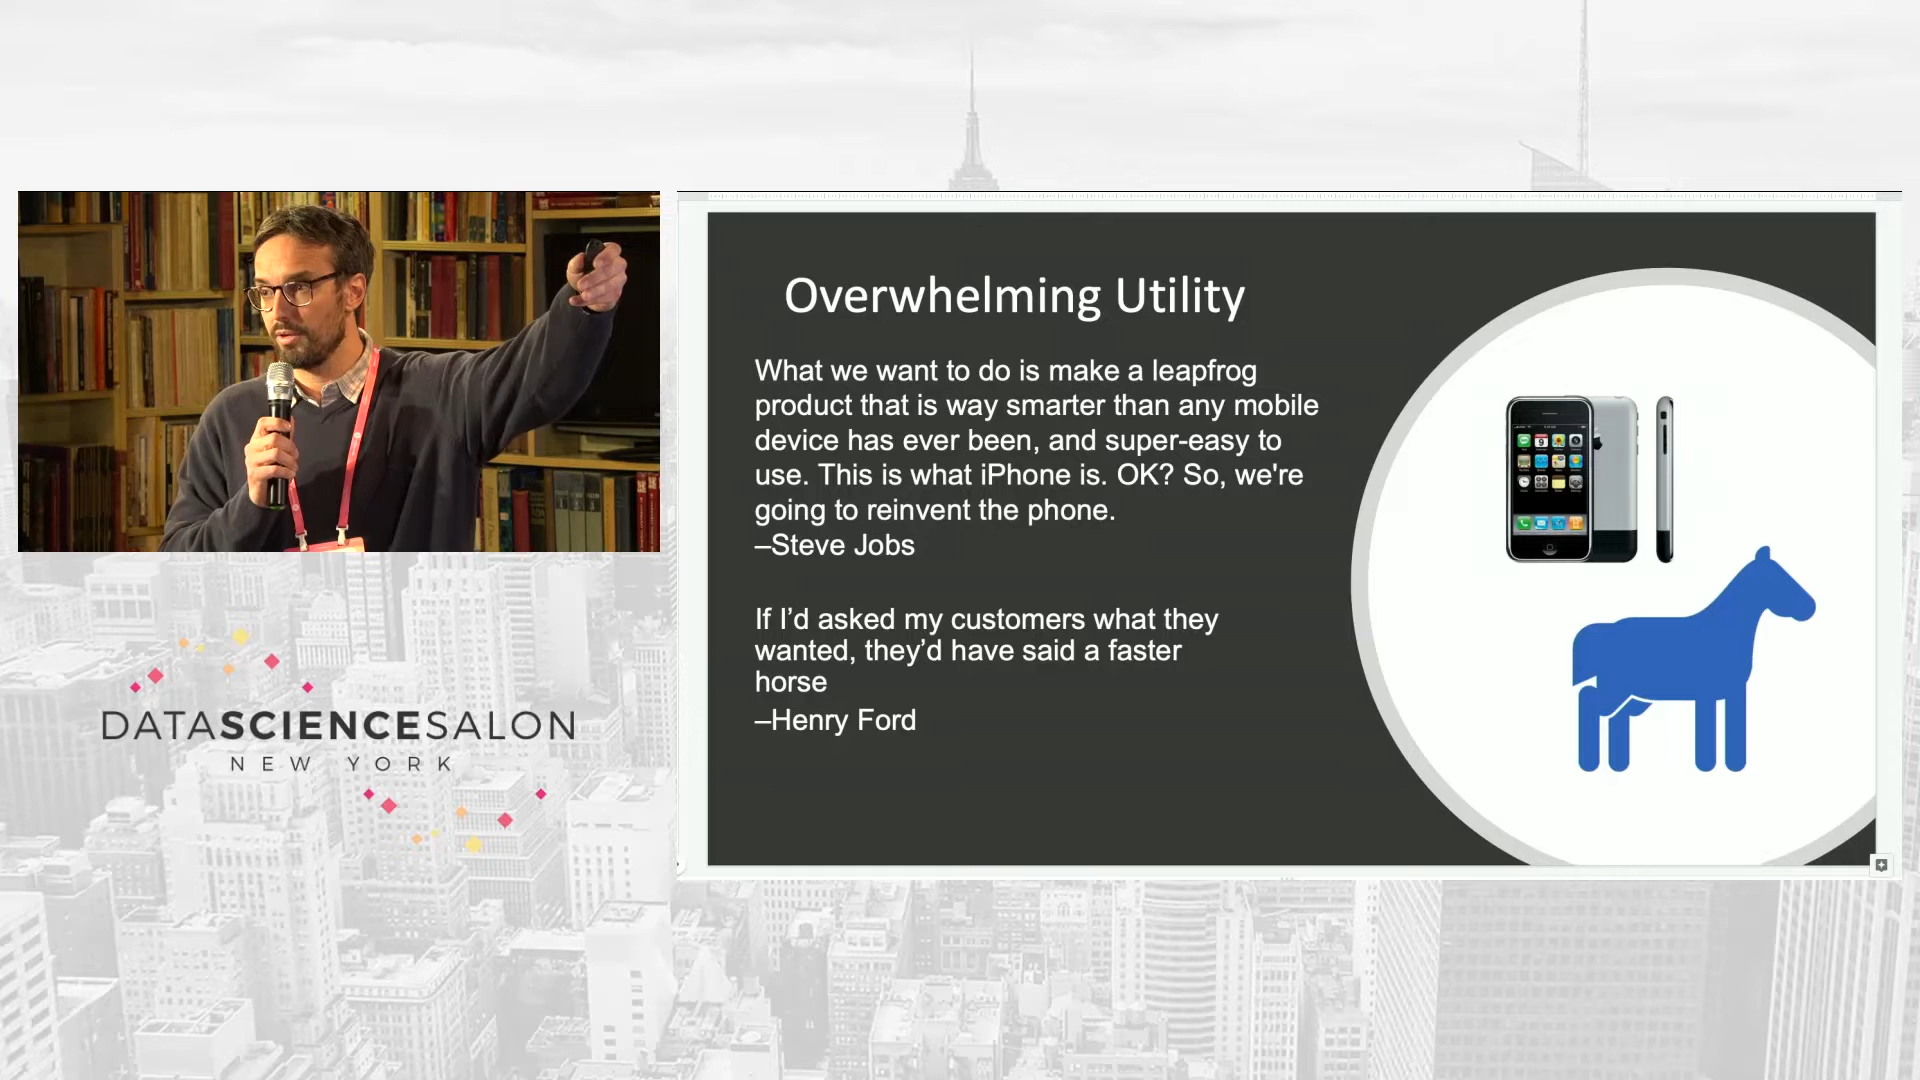 Overwhelming Utility
What we want to do is make a leapfrog
product that is way smarter than any mobile
device has ever been, and super-easy to
use. This is what iPhone is. OK? So, we're
going to reinvent the phone.
–Steve Jobs
If I’d asked my customers what they
wanted, they’d have said a faster
horse
–Henry Ford
DATASCIENCESALON
NEW YORK